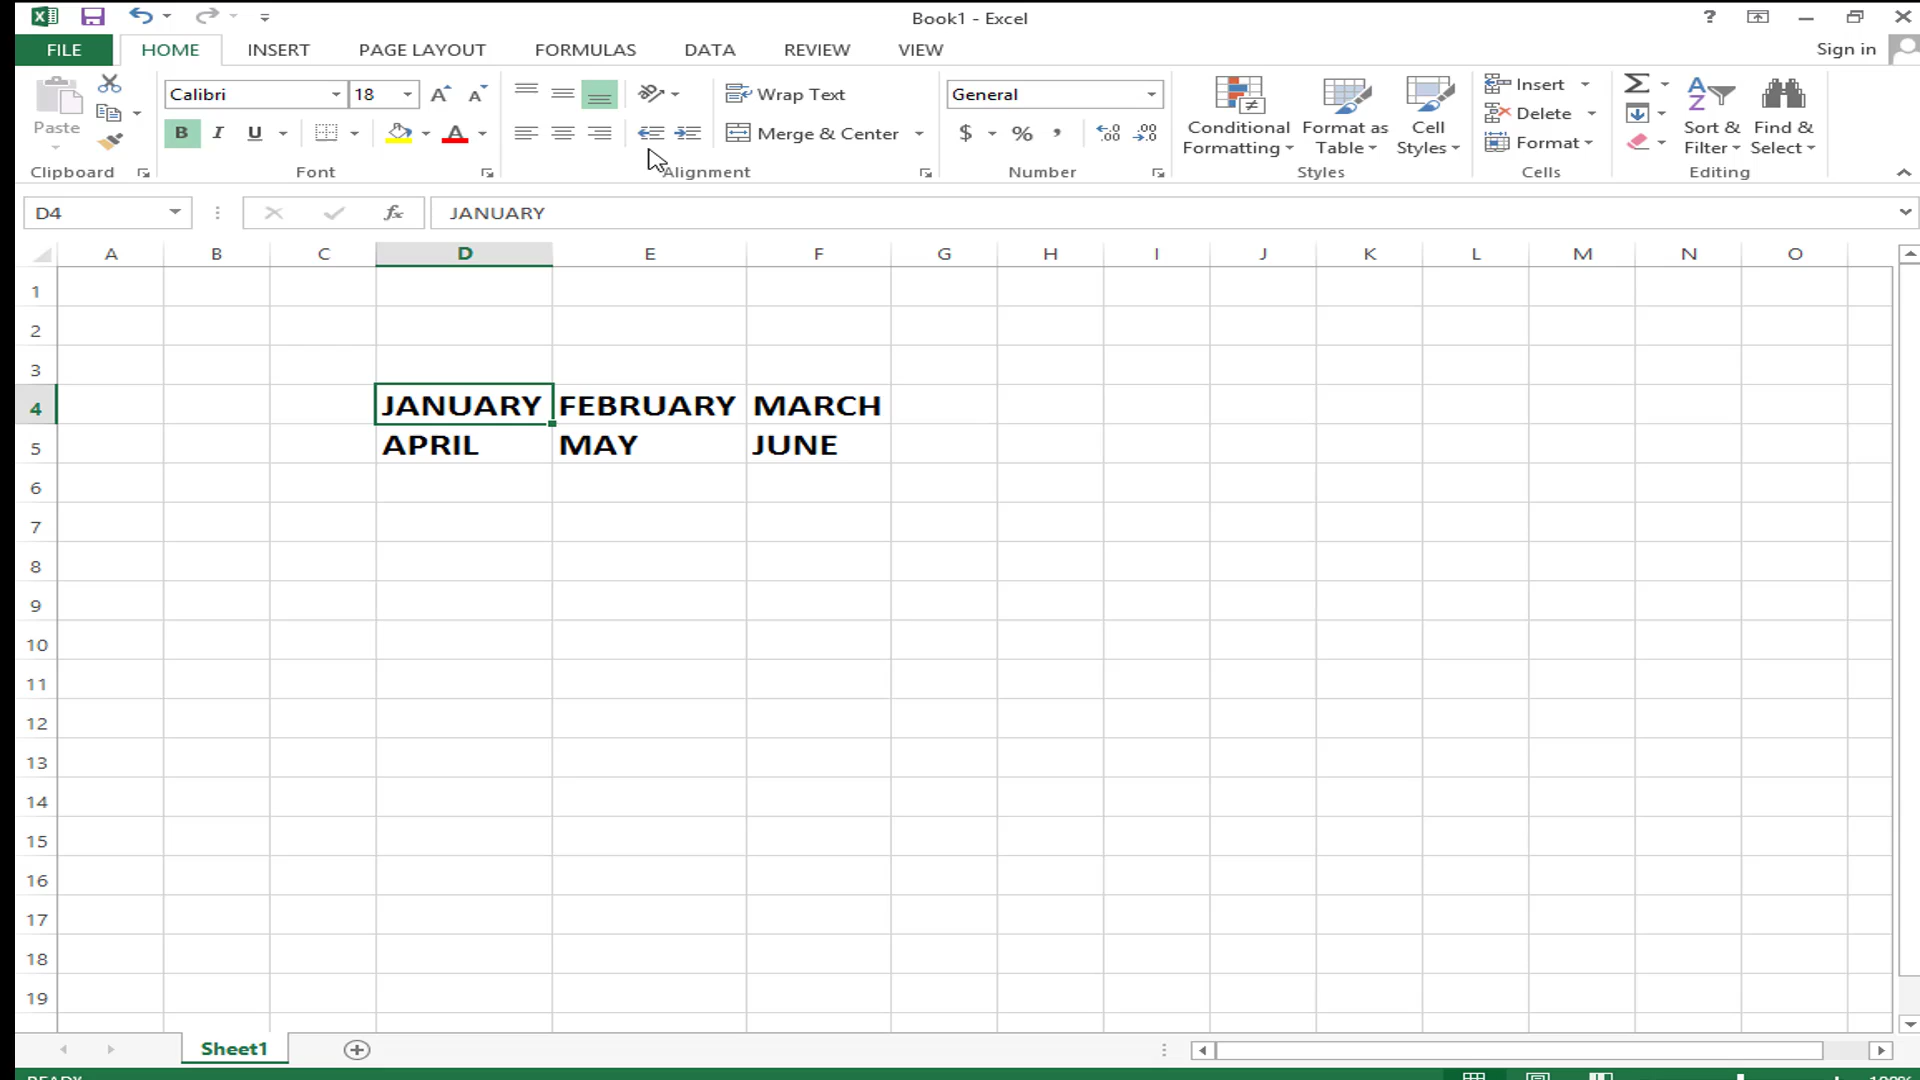 Book1 - Excel
?
FILE HOME INSERT PAGE LAYOUT FORMULAS DATA REVIEW VIEW Sign in
Paste
Clipboard
Calibri 18
B I U A
Font
Wrap Text
Merge & Center
Alignment
General
$ % ,
Number
Conditional Formatting
Format as Table
Cell Styles
Styles
Insert
Delete
Format
Cells
Sort & Filter
Find & Select
Editing
D4 fx JANUARY
A B C D E F G H I J K L M N O
1
2
3
4 JANUARY FEBRUARY MARCH
5 APRIL MAY JUNE
6
7
8
9
10
11
12
13
14
15
16
17
18
19
Sheet1
READY 100%